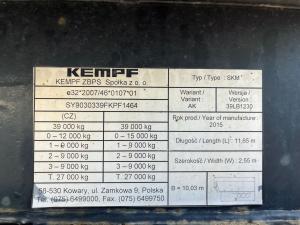 KEMPF
KEMPF ZBPS Spółka z o. o.
e32*2007/46*0107*01
SY9030339FKPF1464
(CZ)
39 000 kg 39 000 kg
0 – 12 000 kg 0 – 15 000 kg
1 – 9 000 kg 1 – 9 000 kg
2 – 9 000 kg 2 – 9 000 kg
3 – 9 000 kg 3 – 9 000 kg
T. 27 000 kg T. 27 000 kg
58-530 Kowary, ul. Zamkowa 9, Polska
Tel. (075) 6499000, Fax (075) 6499750
Typ / Type : SKM
Wariant / Variant : AK
Wersja / Version : 39LB1230
Rok prod./ Year of manufacture : 2015
Długość / Length (L): 11,65 m
Szerokość / Width (W): 2,55 m
B = 10,03 m